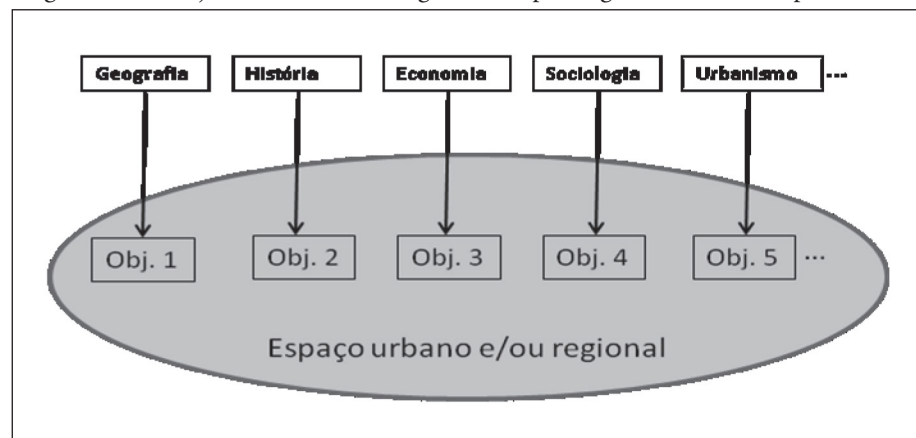 Geografia História Economia Sociologia Urbanismo ...
Obj. 1 Obj. 2 Obj. 3 Obj. 4 Obj. 5 ...
Espaço urbano e/ou regional